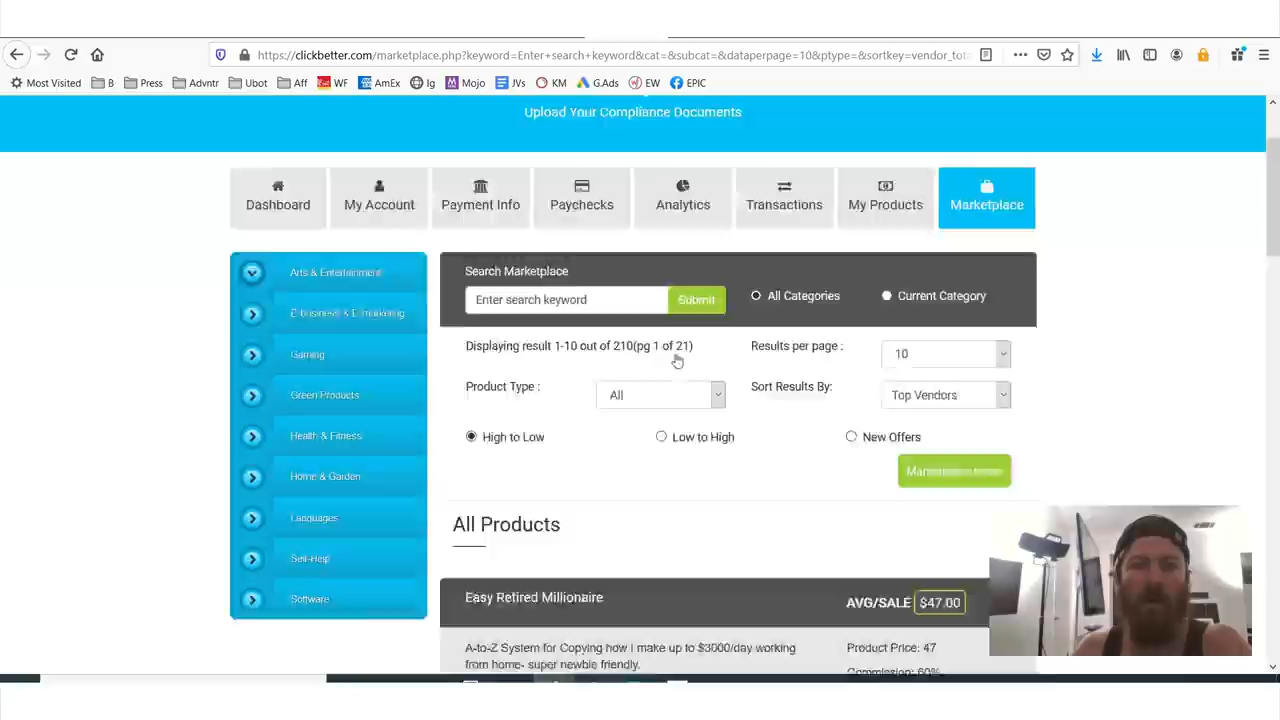 https://clickbetter.com/marketplace.php?keyword=Enter+search+keyword&cat=&subcat=&dataperpage=10&ptype=&sortkey=vendor_tota
Most Visited B Press Advntr Ubot Aff WF AmEx Ig Mojo JVs KM G.Ads EW EPIC
Upload Your Compliance Documents
Dashboard My Account Payment Info Paychecks Analytics Transactions My Products Marketplace
Arts & Entertainment
E-business & E-marketing
Gaming
Green Products
Health & Fitness
Home & Garden
Languages
Self-Help
Software
Search Marketplace
Enter search keyword Submit All Categories Current Category
Displaying result 1-10 out of 210(pg 1 of 21) Results per page : 10
Product Type : All Sort Results By: Top Vendors
High to Low Low to High New Offers
All Products
Easy Retired Millionaire AVG/SALE $47.00
A-to-Z System for Copying how I make up to $3000/day working
from home- super newbie friendly.
Product Price: 47
Commission: 60%